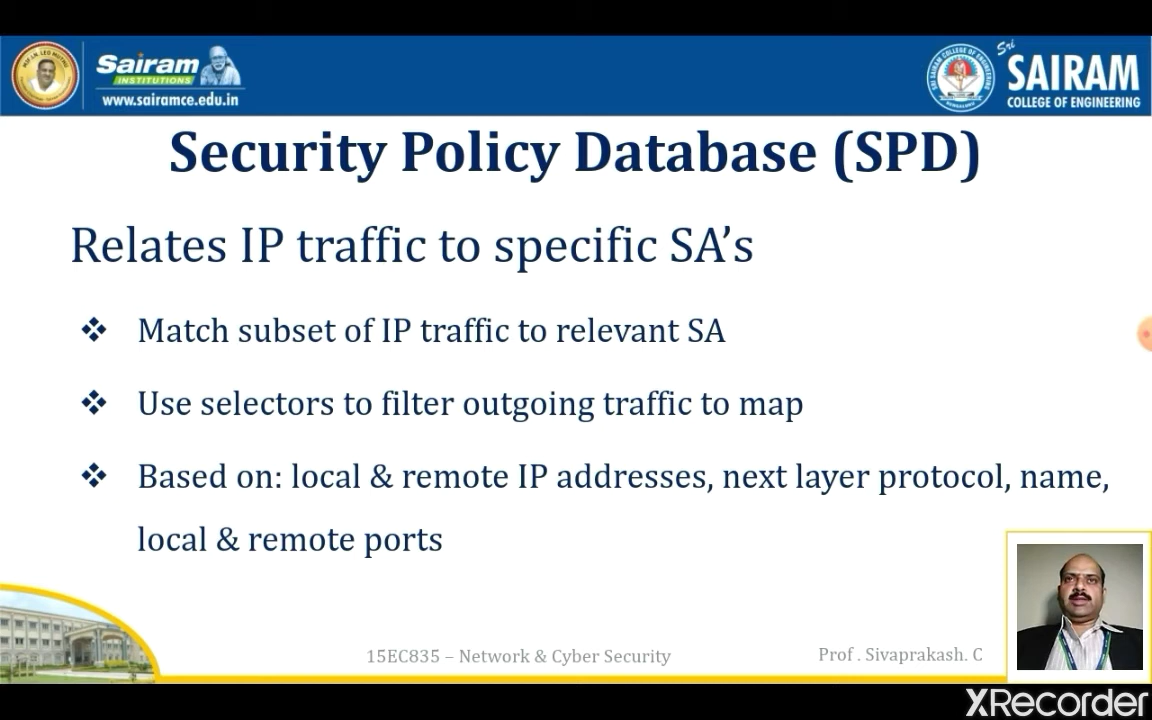 Sairam
INSTITUTIONS
www.sairamce.edu.in
Sri
SAIRAM
COLLEGE OF ENGINEERING
Security Policy Database (SPD)
Relates IP traffic to specific SA’s
❖ Match subset of IP traffic to relevant SA
❖ Use selectors to filter outgoing traffic to map
❖ Based on: local & remote IP addresses, next layer protocol, name,
local & remote ports
15EC835 – Network & Cyber Security
Prof . Sivaprakash. C
XRecorder